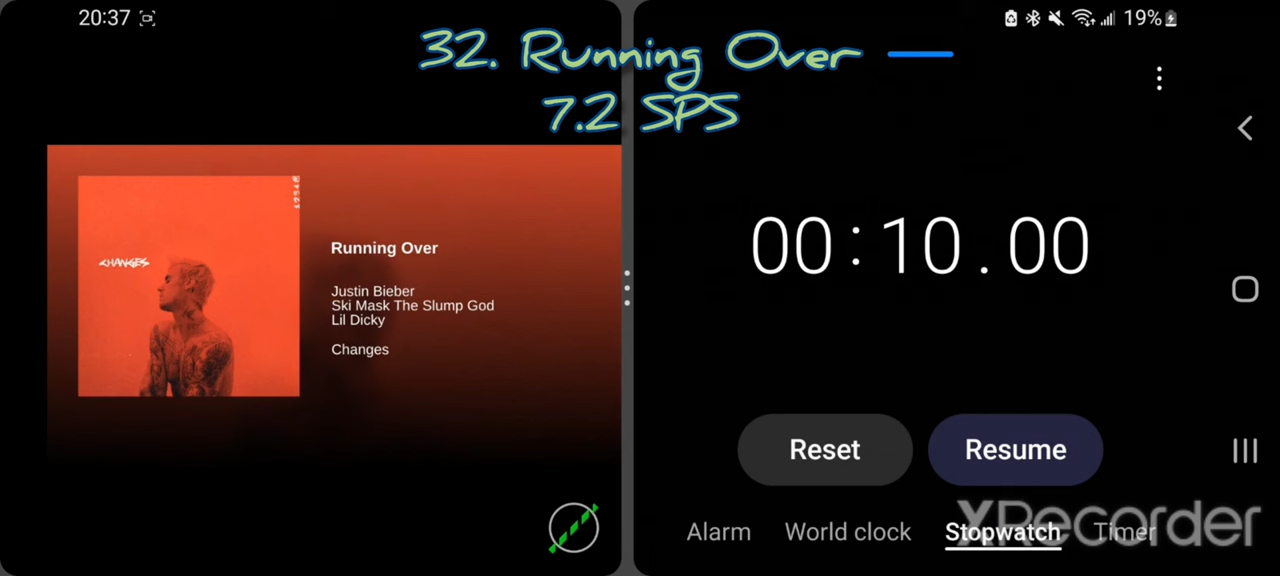 20:37
19%
32. Running Over
7.2 SPS
CHANGES
Running Over
Justin Bieber
Ski Mask The Slump God
Lil Dicky
Changes
00:10.00
Reset
Resume
Alarm
World clock
Stopwatch
Timer
XRecorder